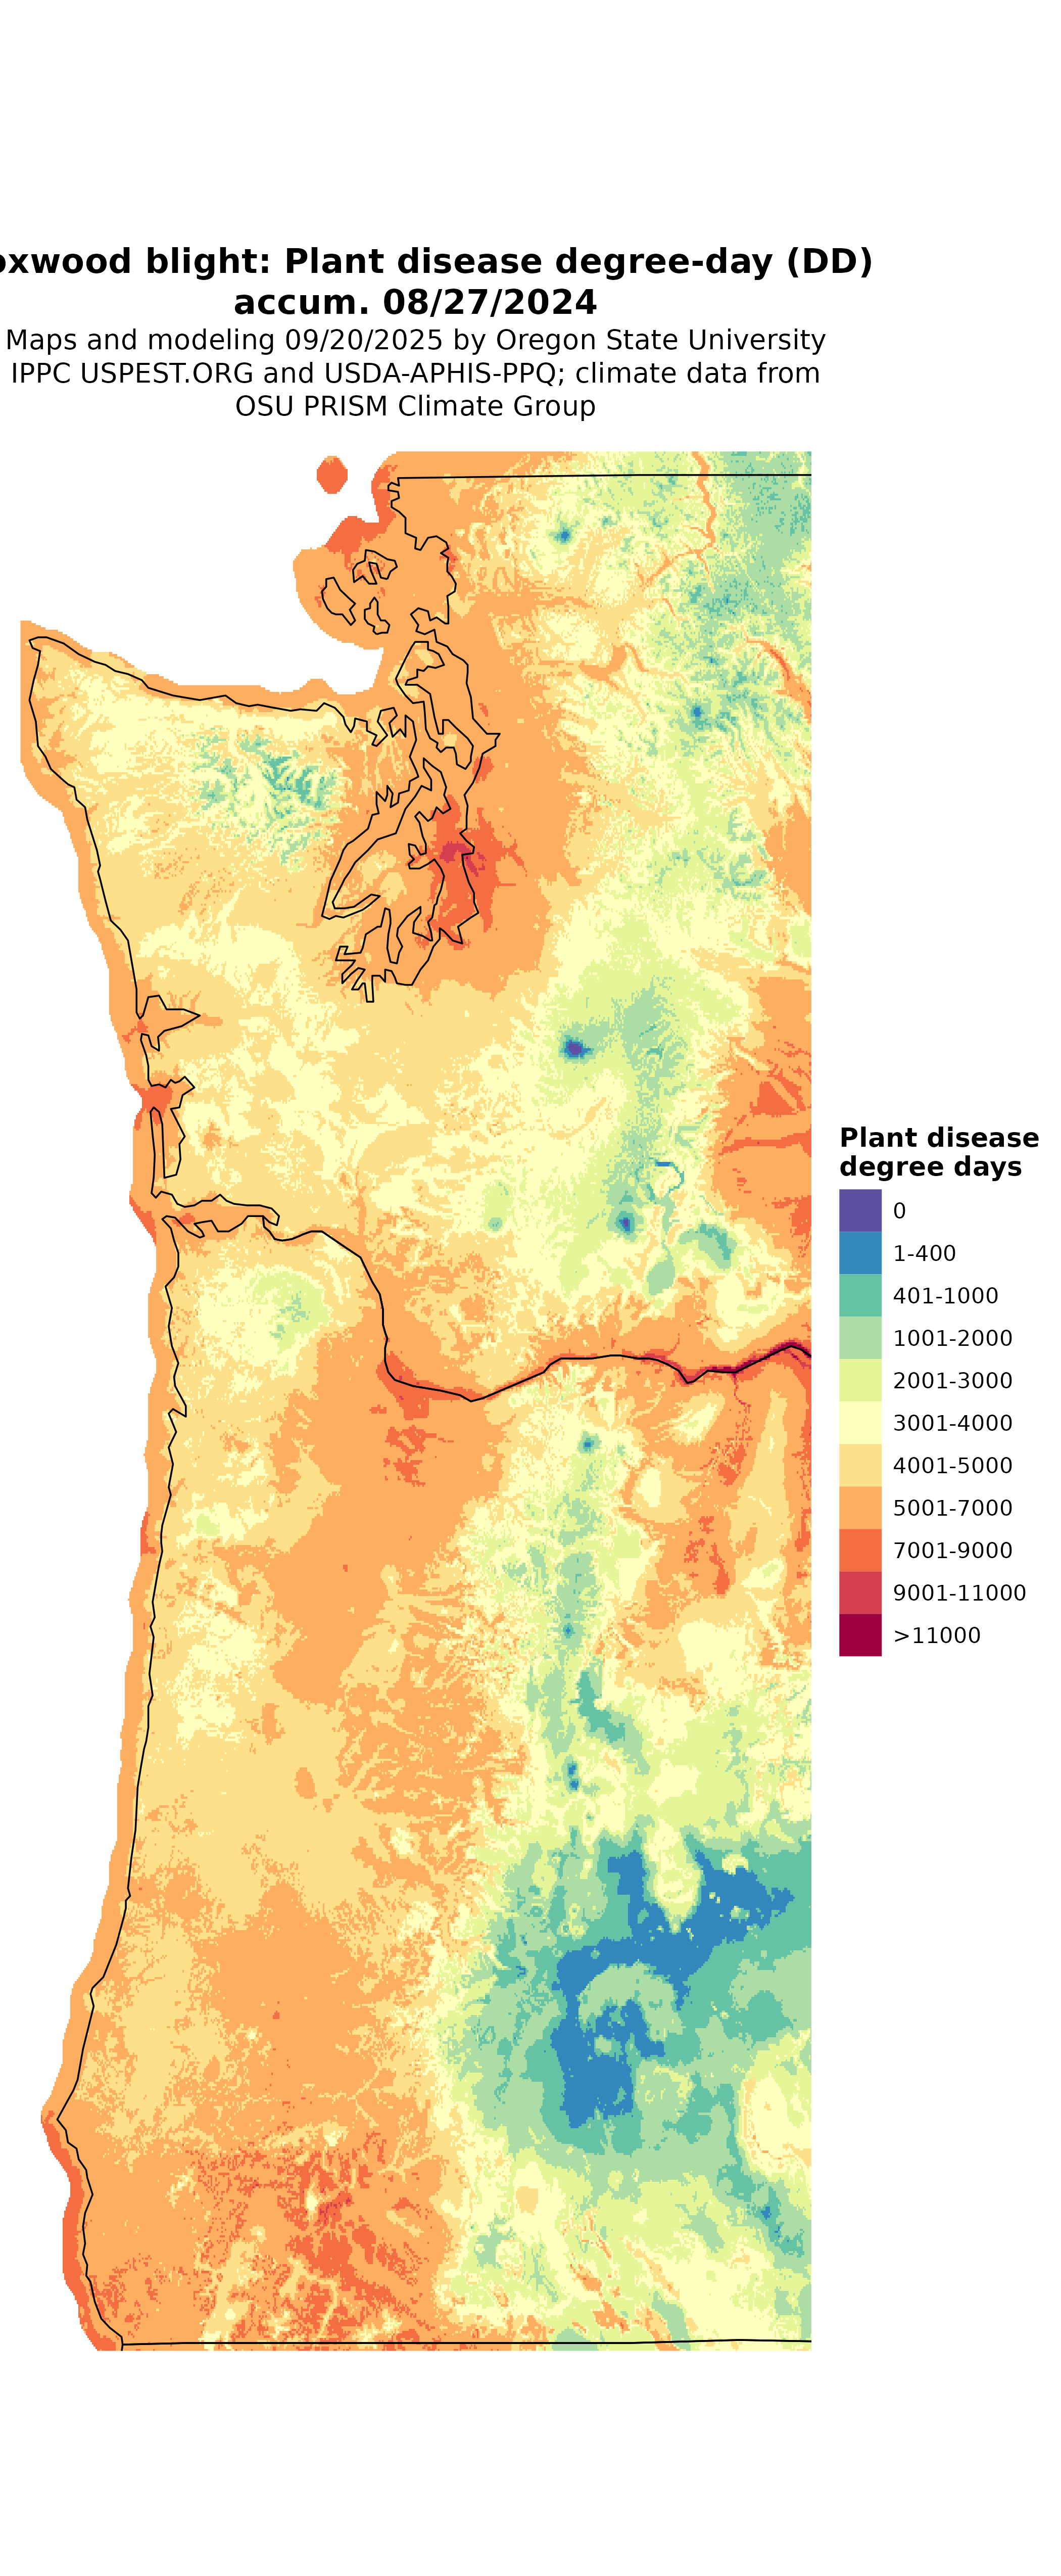 oxwood blight: Plant disease degree-day (DD)
accum. 08/27/2024
Maps and modeling 09/20/2025 by Oregon State University
IPPC USPEST.ORG and USDA-APHIS-PPQ; climate data from
OSU PRISM Climate Group
Plant disease
degree days
0
1-400
401-1000
1001-2000
2001-3000
3001-4000
4001-5000
5001-7000
7001-9000
9001-11000
>11000